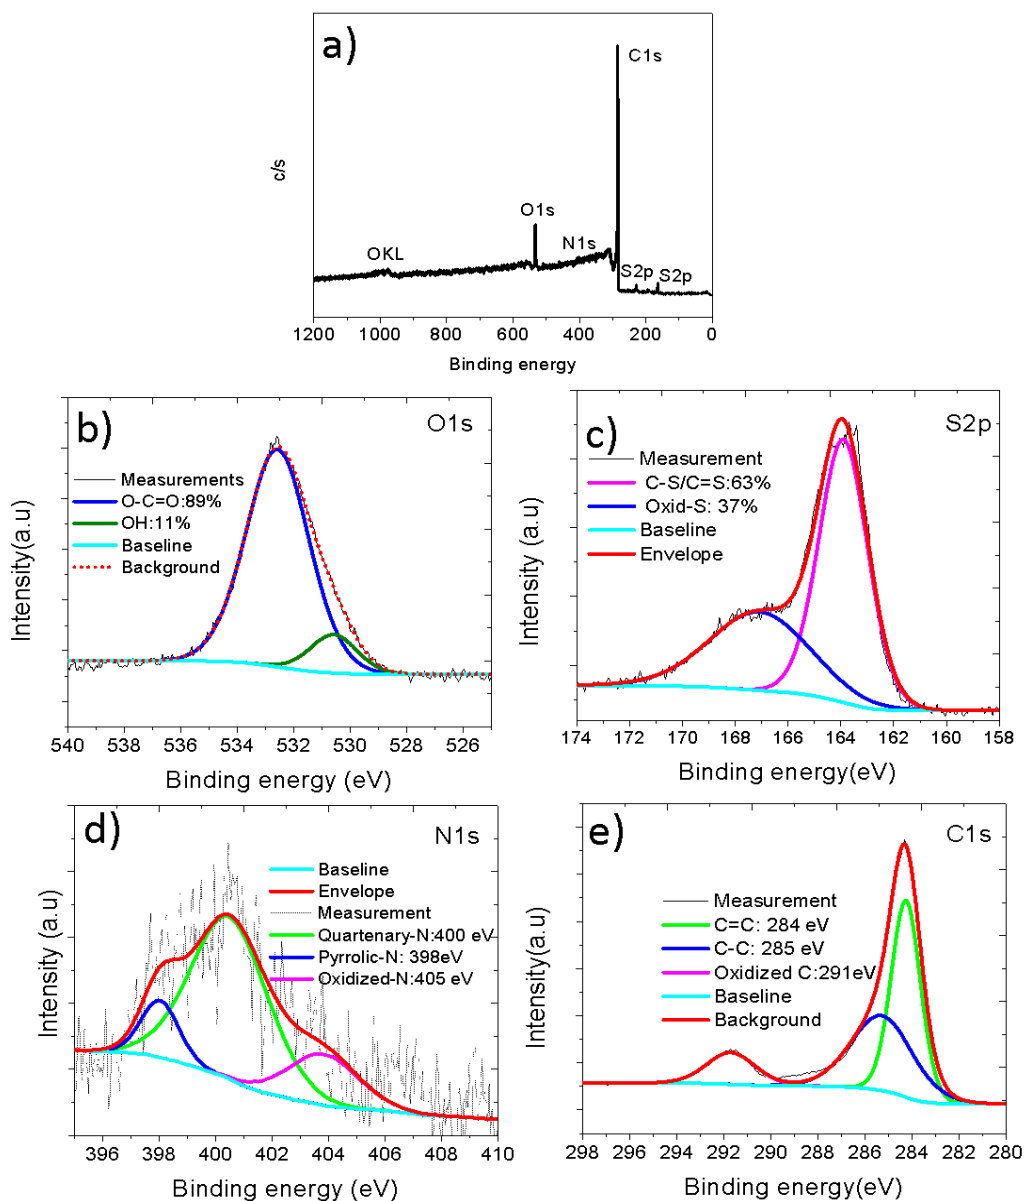 a)
C1s
O1s
N1s
OKL
S2p
S2p
c/s
1200 1000 800 600 400 200 0
Binding energy
b)
O1s
Measurements
O-C=O:89%
OH:11%
Baseline
Background
Intensity(a.u)
540 538 536 534 532 530 528 526
Binding energy (eV)
c)
S2p
Measurement
C-S/C=S:63%
Oxid-S: 37%
Baseline
Envelope
Intensity (a.u)
174 172 170 168 166 164 162 160 158
Binding energy(eV)
d)
N1s
Baseline
Envelope
Measurement
Quartenary-N:400 eV
Pyrrolic-N: 398eV
Oxidized-N:405 eV
Intensity (a.u)
396 398 400 402 404 406 408 410
Binding energy (eV)
e)
C1s
Measurement
C=C: 284 eV
C-C: 285 eV
Oxidized C:291eV
Baseline
Background
Intensity(a.u)
298 296 294 292 290 288 286 284 282 280
Binding energy(eV)